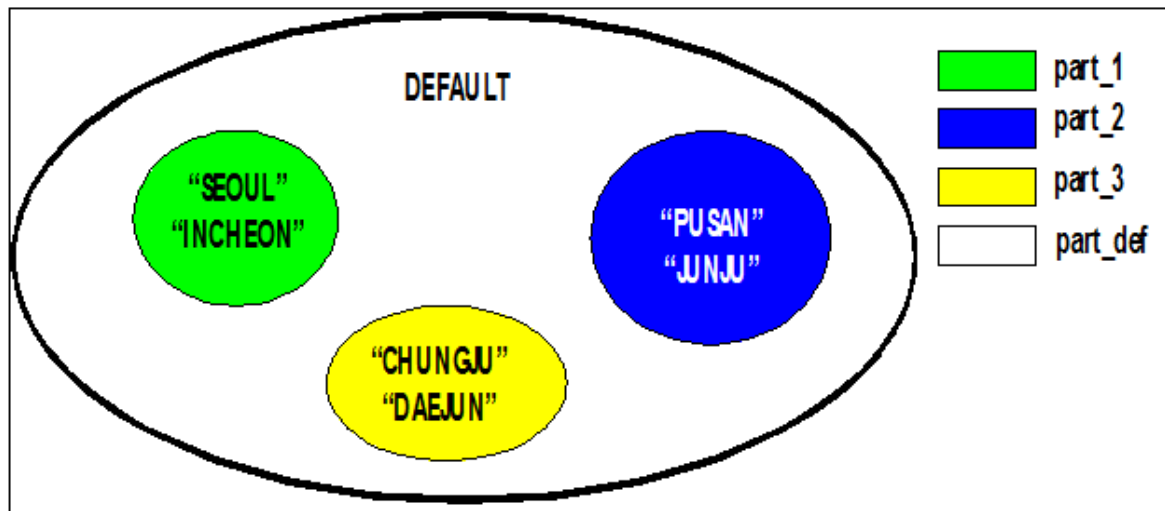 DEFAULT
“SEOUL”
“INCHEON”
“PUSAN”
“JUNJU”
“CHUNGJU”
“DAEJUN”
part_1
part_2
part_3
part_def